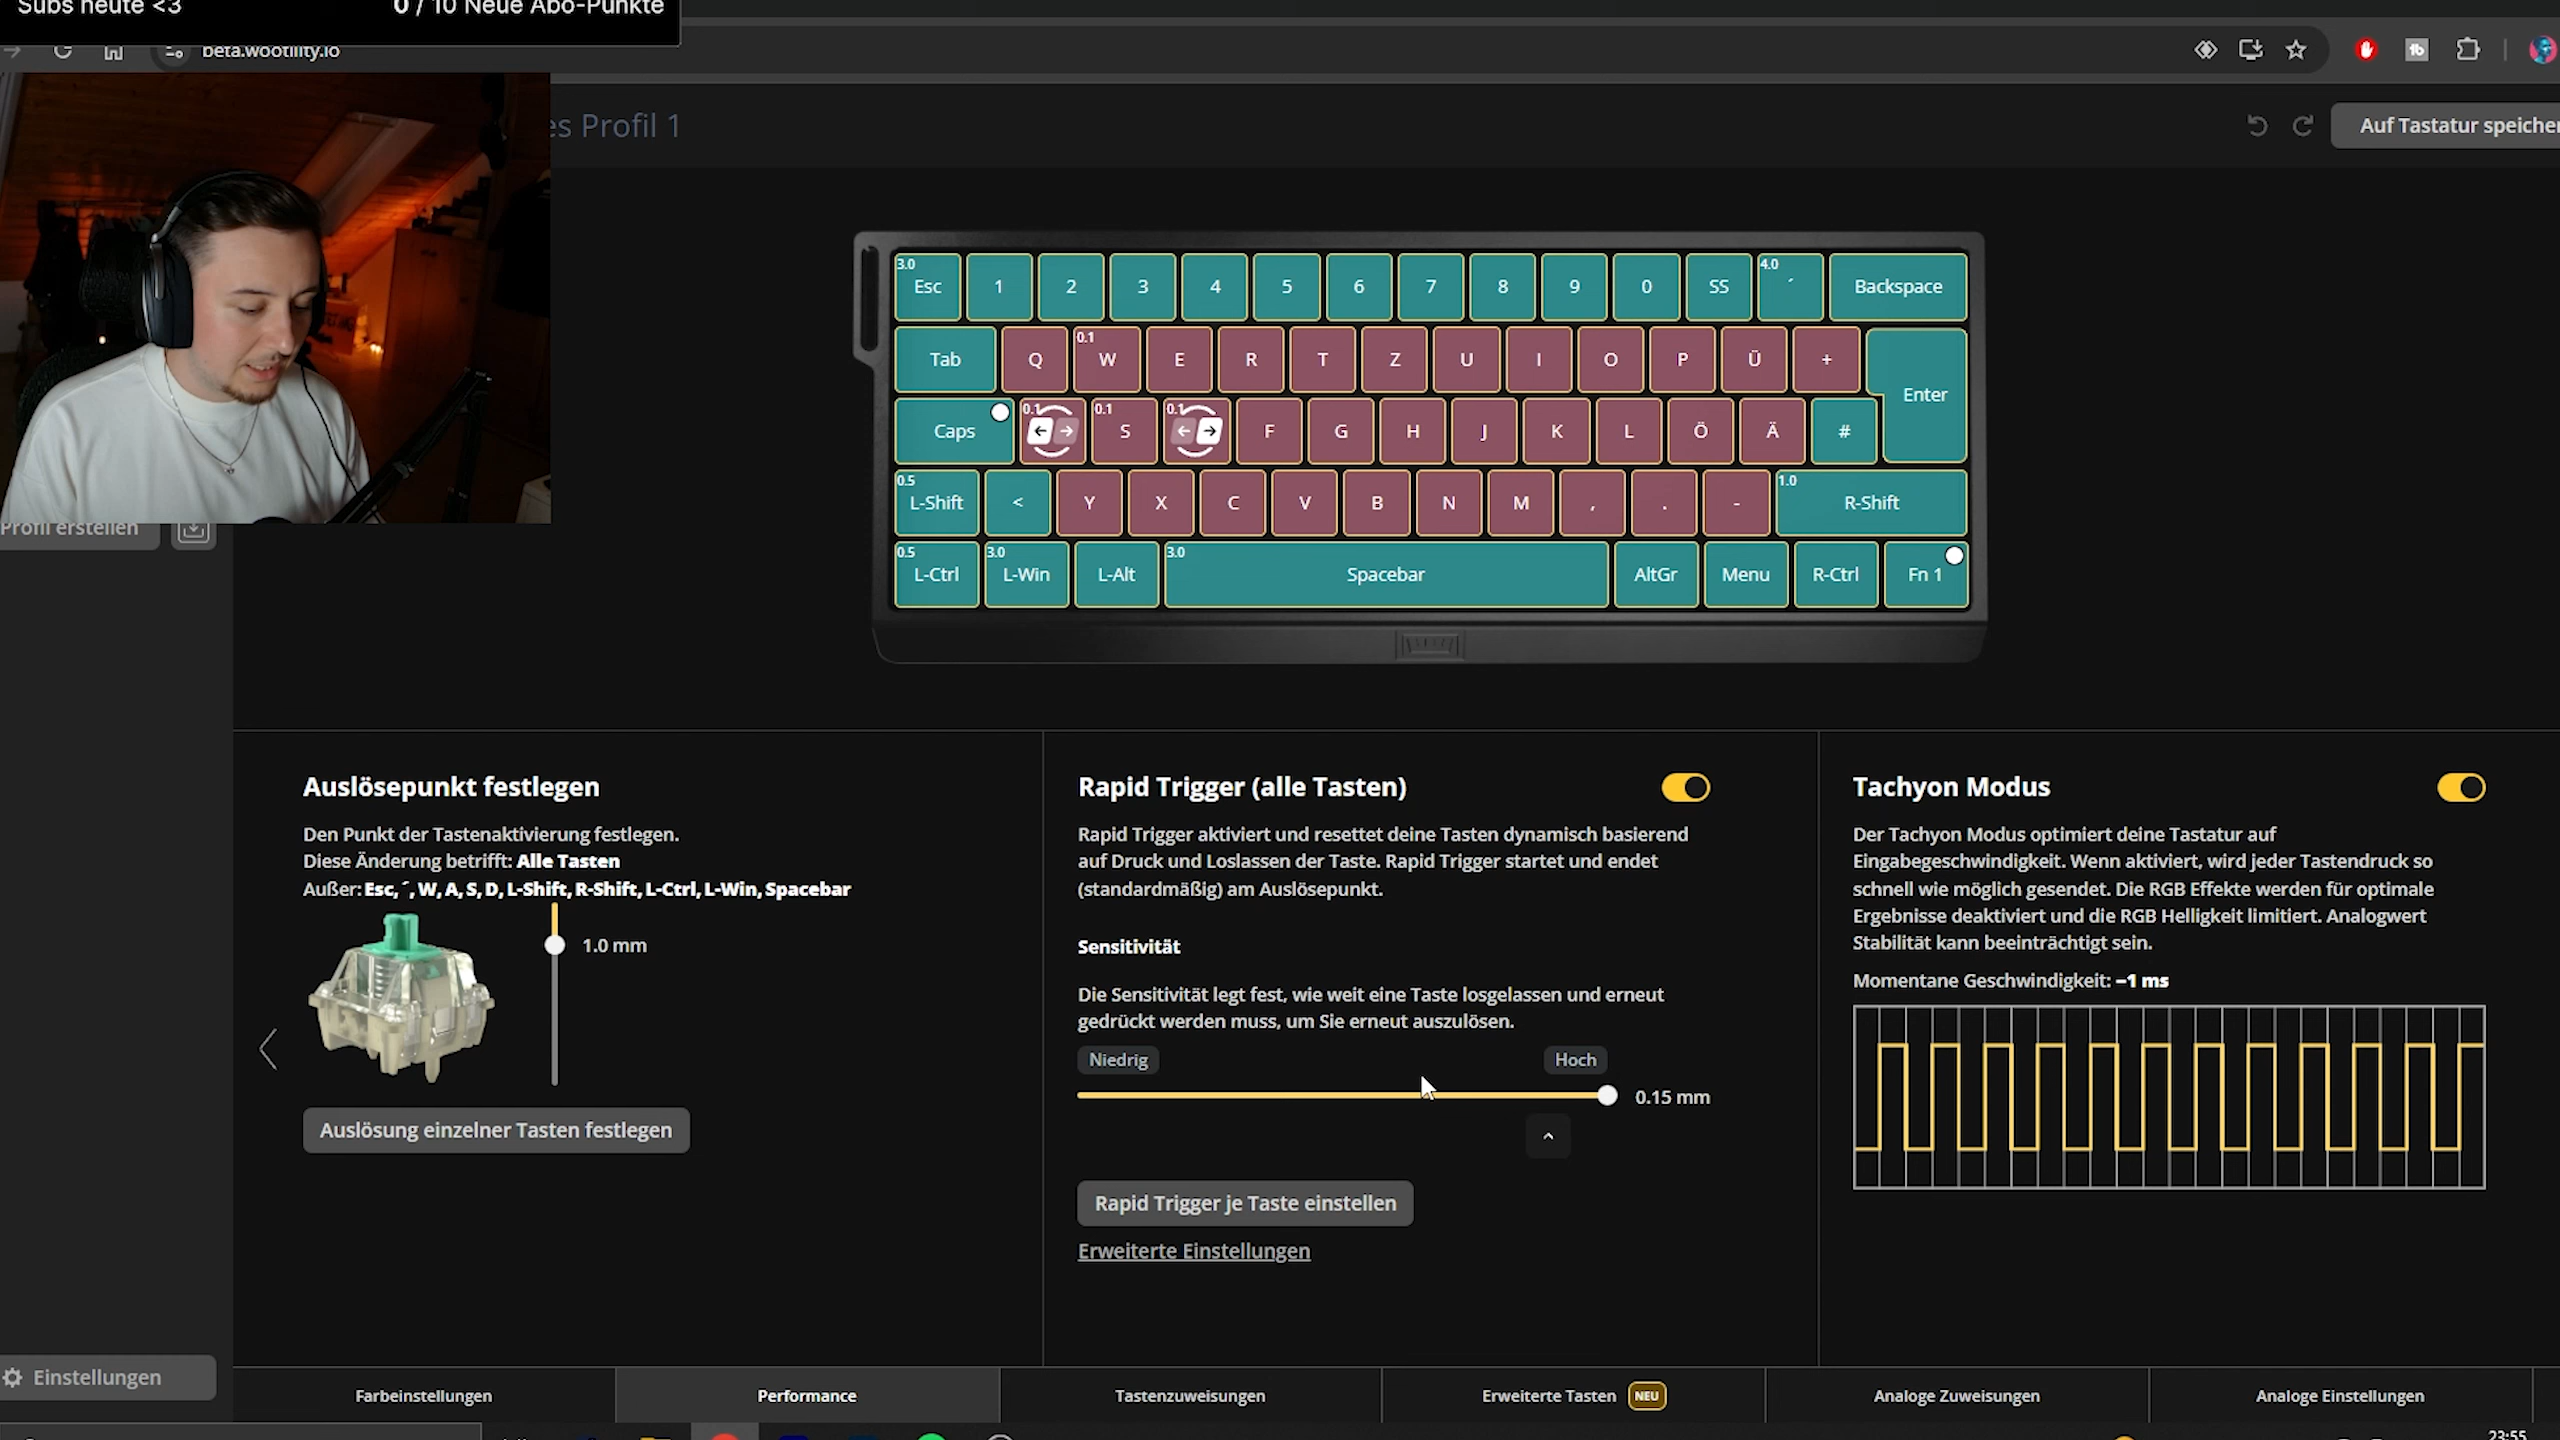 Subs heute <3 0 / 10 Neue Abo-Punkte
beta.wootility.io
es Profil 1
Auf Tastatur speicher
3.0 Esc 1 2 3 4 5 6 7 8 9 0 SS 4.0 ´ Backspace
Tab Q 0.1 W E R T Z U I O P Ü + Enter
Caps 0.1 0.1 S 0.1 F G H J K L Ö Ä #
0.5 L-Shift < Y X C V B N M , . - 1.0 R-Shift
0.5 L-Ctrl 3.0 L-Win L-Alt 3.0 Spacebar AltGr Menu R-Ctrl Fn 1
Profil erstellen
Auslösepunkt festlegen
Den Punkt der Tastenaktivierung festlegen.
Diese Änderung betrifft: Alle Tasten
Außer: Esc, ´, W, A, S, D, L-Shift, R-Shift, L-Ctrl, L-Win, Spacebar
1.0 mm
Auslösung einzelner Tasten festlegen
Rapid Trigger (alle Tasten)
Rapid Trigger aktiviert und resettet deine Tasten dynamisch basierend
auf Druck und Loslassen der Taste. Rapid Trigger startet und endet
(standardmäßig) am Auslösepunkt.
Sensitivität
Die Sensitivität legt fest, wie weit eine Taste losgelassen und erneut
gedrückt werden muss, um Sie erneut auszulösen.
Niedrig Hoch
0.15 mm
Rapid Trigger je Taste einstellen
Erweiterte Einstellungen
Tachyon Modus
Der Tachyon Modus optimiert deine Tastatur auf
Eingabegeschwindigkeit. Wenn aktiviert, wird jeder Tastendruck so
schnell wie möglich gesendet. Die RGB Effekte werden für optimale
Ergebnisse deaktiviert und die RGB Helligkeit limitiert. Analogwert
Stabilität kann beeinträchtigt sein.
Momentane Geschwindigkeit: ~1 ms
Einstellungen
Farbeinstellungen Performance Tastenzuweisungen Erweiterte Tasten NEU Analoge Zuweisungen Analoge Einstellungen
23:55